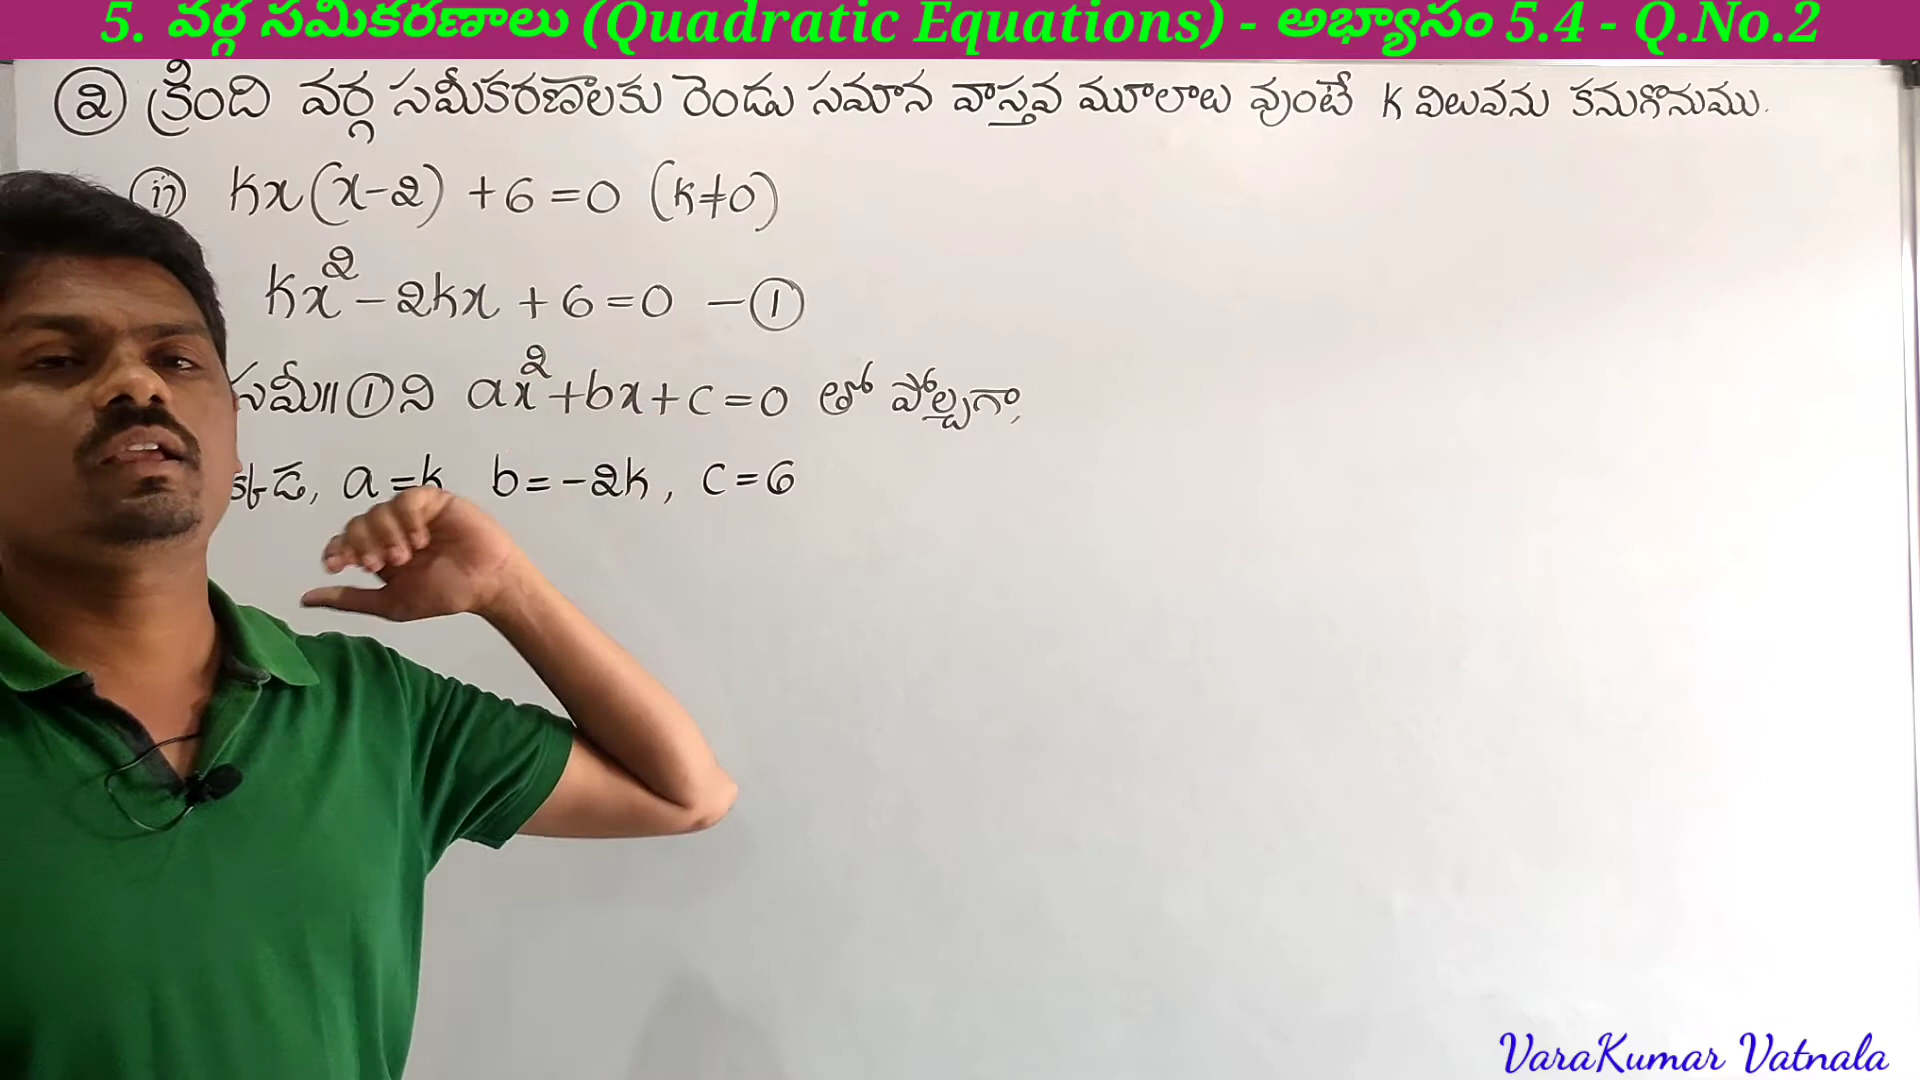 5. వర్గ సమీకరణాలు (Quadratic Equations) - అభ్యాసం 5.4 - Q.No.2
② క్రింది వర్గ సమీకరణాలకు రెండు సమాన వాస్తవ మూలాలు వుంటే K విలువను కనుగొనుము.
ii) kx(x-2) +6=0 (k≠0)
kx²-2kx +6=0 -①
సమీ॥①ని ax²+bx+c=0 తో పోల్చగా,
a=k b=-2k, c=6
VaraKumar Vatnala